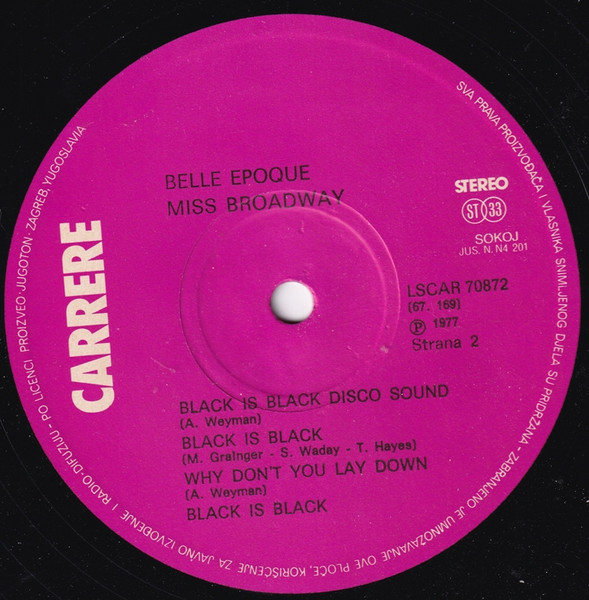 BELLE EPOQUE
MISS BROADWAY
CARRERE
STEREO
ST 33
SOKOJ
JUS. N. N4 201
LSCAR 70872
(67. 169)
Ⓟ 1977
Strana 2
BLACK IS BLACK DISCO SOUND
(A. Weyman)
BLACK IS BLACK
(M. Grainger - S. Waday - T. Hayes)
WHY DON'T YOU LAY DOWN
(A. Weyman)
BLACK IS BLACK
SVA PRAVA PROIZVOĐAČA I VLASNIKA SNIMLJENOG DJELA SU PRIDRŽANA - ZABRANJENO JE UMNOŽAVANJE OVE PLOČE, KORIŠĆENJE ZA JAVNO IZVOĐENJE I RADIO-DIFUZIJU - PO LICENCI PROIZVEO JUGOTON - ZAGREB, YUGOSLAVIA